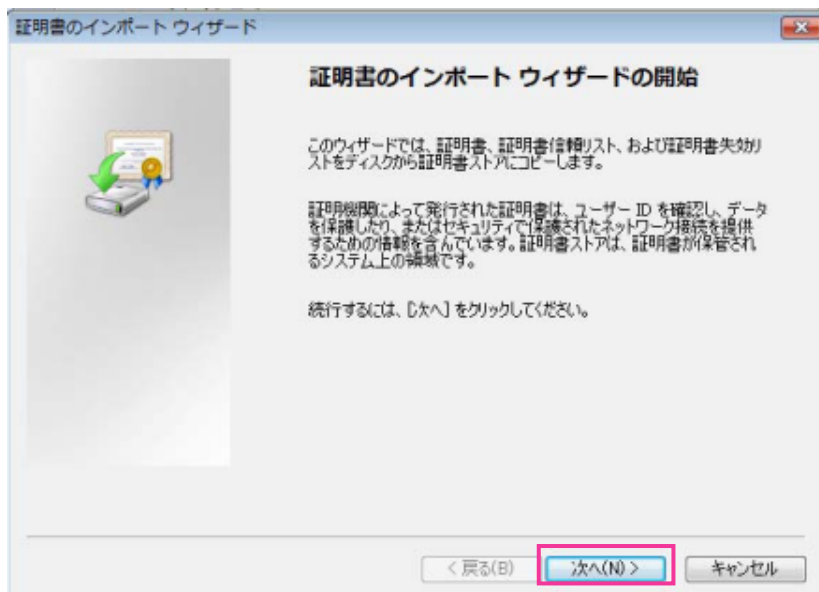 証明書のインポート ウィザード
証明書のインポート ウィザードの開始
このウィザードでは、証明書、証明書信頼リスト、および証明書失効リ
ストをディスクから証明書ストアにコピーします。
証明機関によって発行された証明書は、ユーザー ID を確認し、データ
を保護したり、またはセキュリティで保護されたネットワーク接続を提供
するための情報を含んでいます。証明書ストアは、証明書が保管され
るシステム上の領域です。
続行するには、[次へ] をクリックしてください。
< 戻る(B)
次へ(N) >
キャンセル